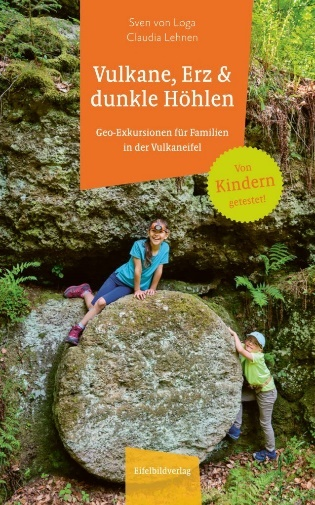 Sven von Loga
Claudia Lehnen
Vulkane, Erz &
dunkle Höhlen
Geo-Exkursionen für Familien
in der Vulkaneifel
Von
Kindern
getestet!
Eifelbildverlag